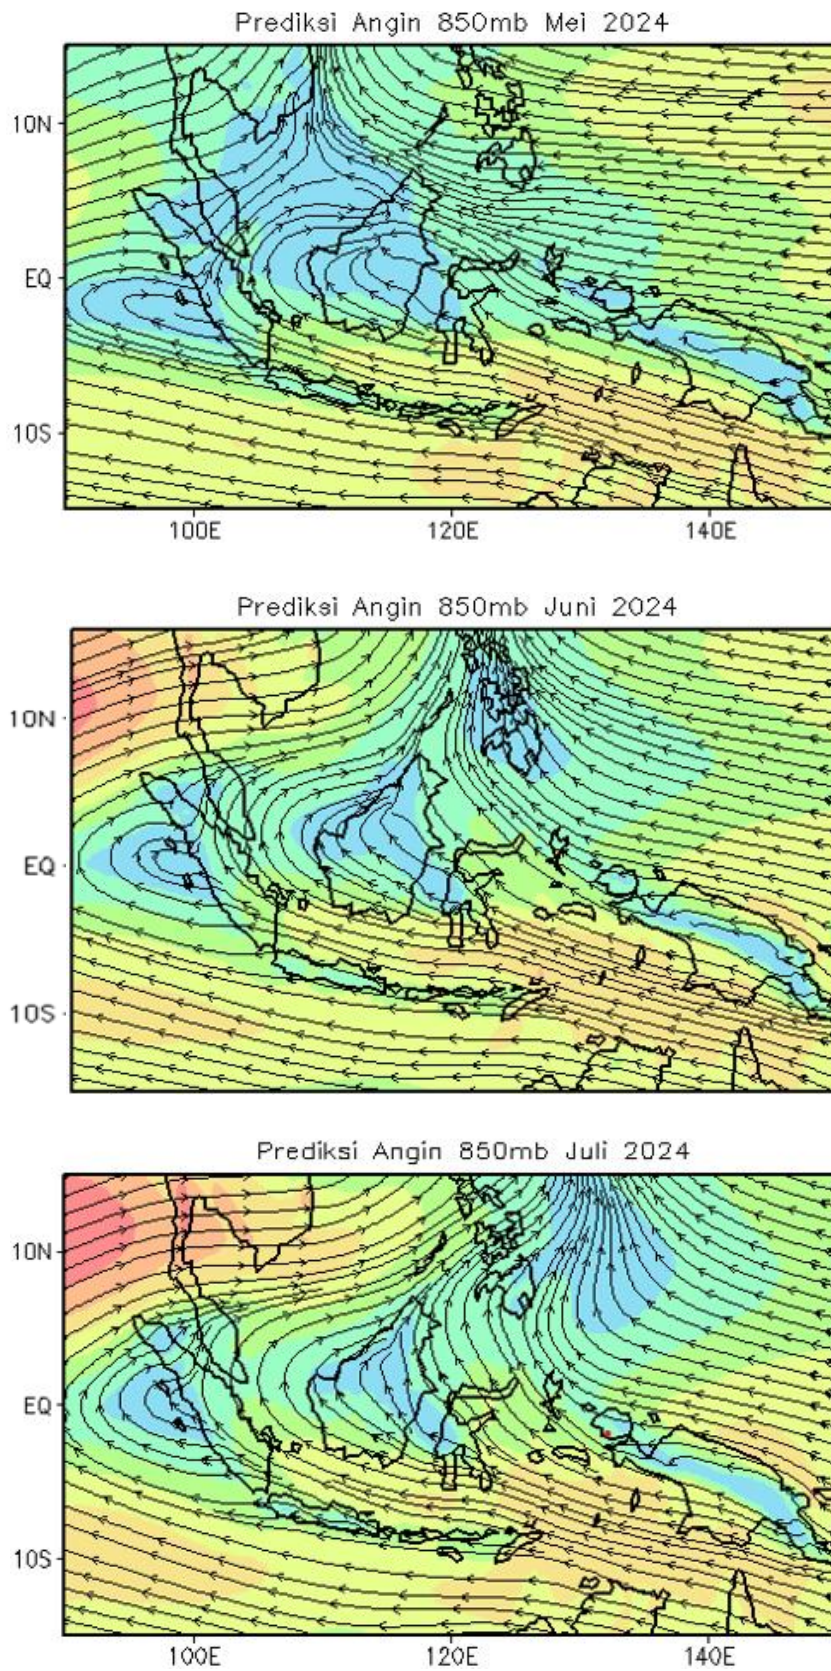 Prediksi Angin 850mb Mei 2024
10N
EQ
10S
100E 120E 140E
Prediksi Angin 850mb Juni 2024
10N
EQ
10S
Prediksi Angin 850mb Juli 2024
10N
EQ
10S
100E 120E 140E